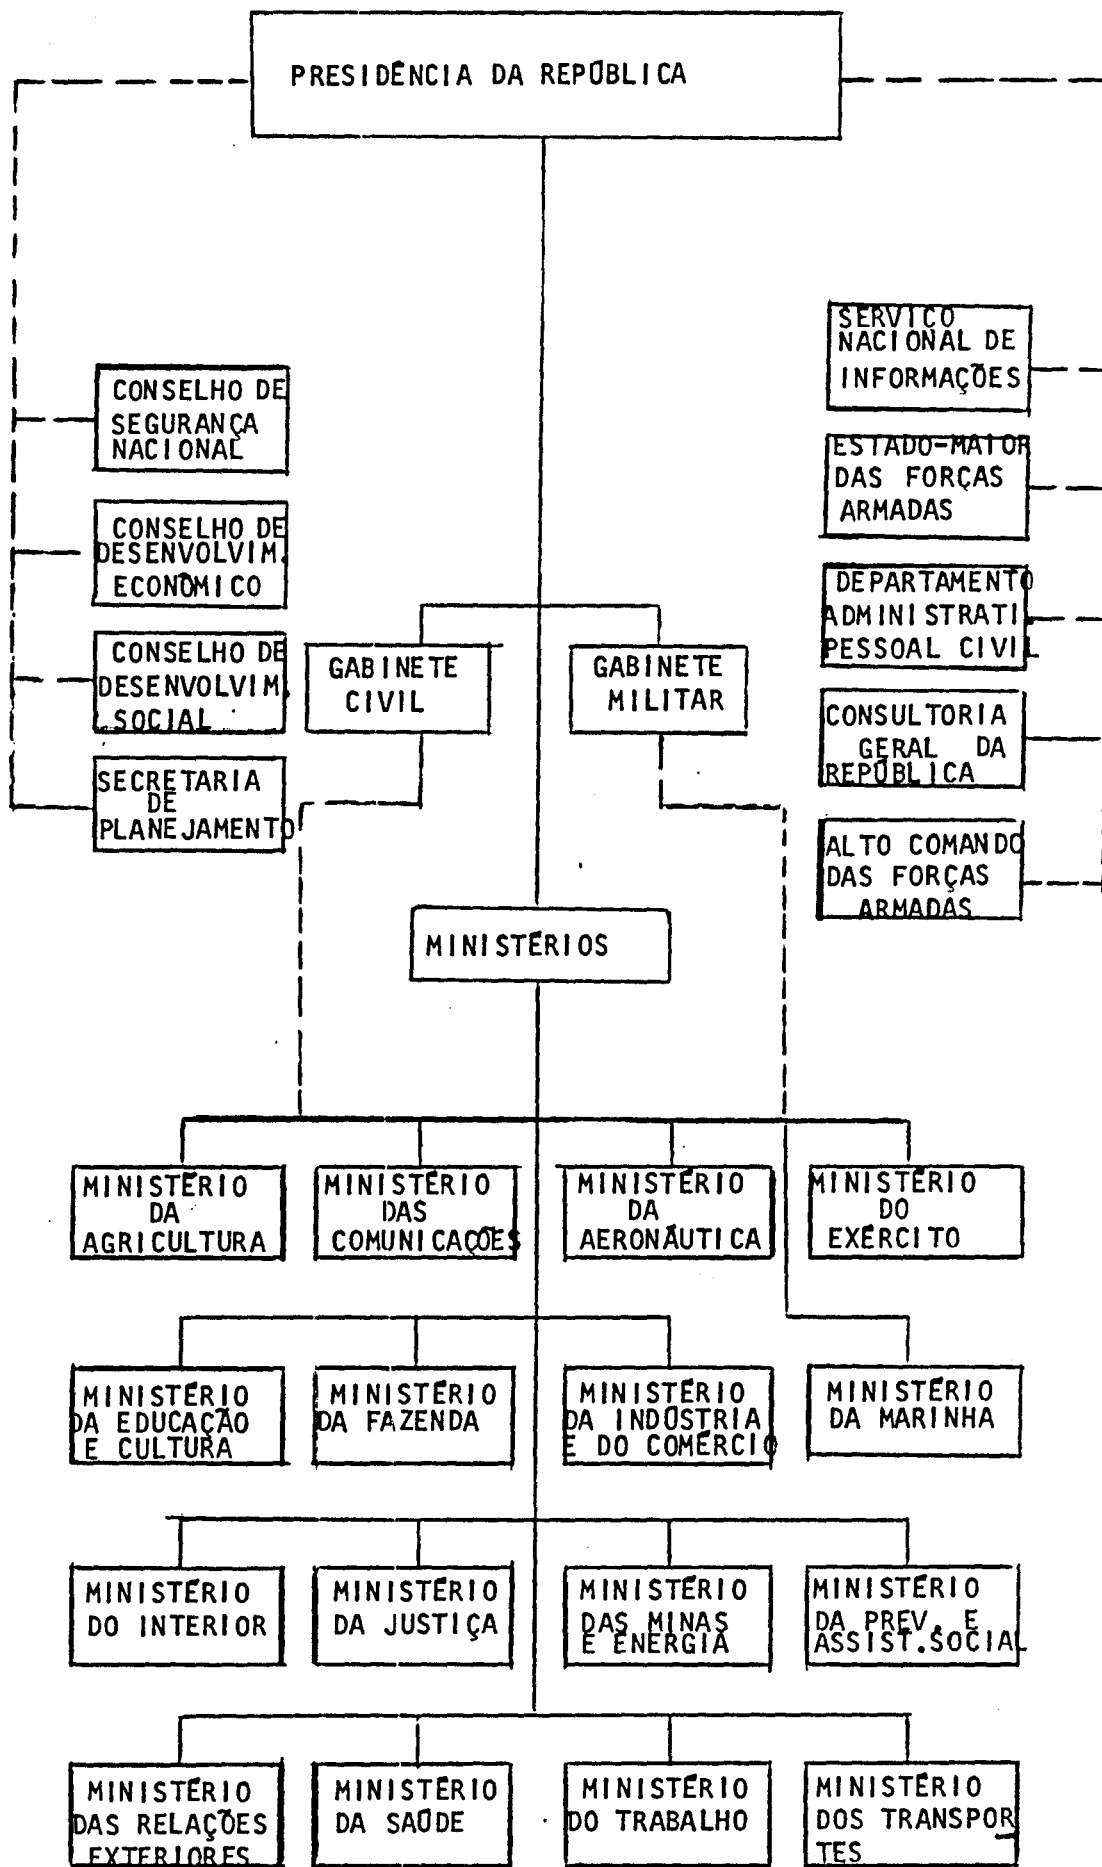 PRESIDÊNCIA DA REPÚBLICA
CONSELHO DE
SEGURANÇA
NACIONAL
CONSELHO DE
DESENVOLVIM.
ECONÔMICO
CONSELHO DE
DESENVOLVIM.
SOCIAL
SECRETARIA
DE
PLANEJAMENTO
SERVICO
NACIONAL DE
INFORMAÇÕES
ESTADO-MAIOR
DAS FORÇAS
ARMADAS
DEPARTAMENTO
ADMINISTRATI
PESSOAL CIVIL
CONSULTORIA
GERAL DA
REPÚBLICA
ALTO COMANDO
DAS FORÇAS
ARMADAS
GABINETE
CIVIL
GABINETE
MILITAR
MINISTÉRIOS
MINISTÉRIO
DA
AGRICULTURA
MINISTÉRIO
DAS
COMUNICAÇÕES
MINISTÉRIO
DA
AERONÁUTICA
MINISTÉRIO
DO
EXÉRCITO
MINISTÉRIO
DA EDUCAÇÃO
E CULTURA
MINISTÉRIO
DA FAZENDA
MINISTÉRIO
DA INDÚSTRIA
E DO COMÉRCIO
MINISTÉRIO
DA MARINHA
MINISTÉRIO
DO INTERIOR
MINISTÉRIO
DA JUSTIÇA
MINISTÉRIO
DAS MINAS
E ENERGIA
MINISTÉRIO
DA PREV. E
ASSIST.SOCIAL
MINISTÉRIO
DAS RELAÇÕES
EXTERIORES
MINISTÉRIO
DA SAÚDE
MINISTÉRIO
DO TRABALHO
MINISTÉRIO
DOS TRANSPOR
TES